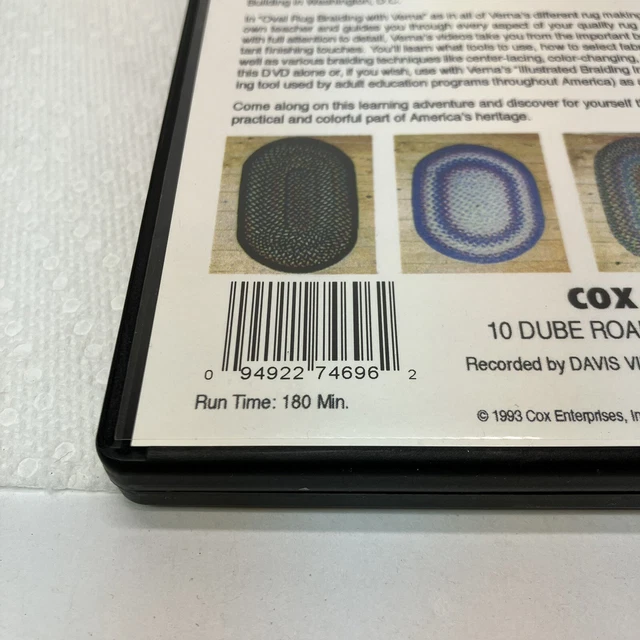 Building in Washington, D.C.
In "Oval Rug Braiding with Verna" as in all of Verna's different rug making
own teacher and guides you through every aspect of your quality rug,
with full attention to detail, Verna's videos take you from the important
tant finishing touches. You'll learn what tools to use, how to select fab
well as various braiding techniques like center-lacing, color-changing,
this DVD alone or, if you wish, use with Verna's "Illustrated Braiding
ing tool used by adult education programs (throughout America) as
Come along on this learning adventure and discover for yourself
practical and colorful part of America's heritage.
COX
10 DUBE ROA
Recorded by DAVIS VI
0 94922 74696 2
Run Time: 180 Min.
© 1993 Cox Enterprises, In